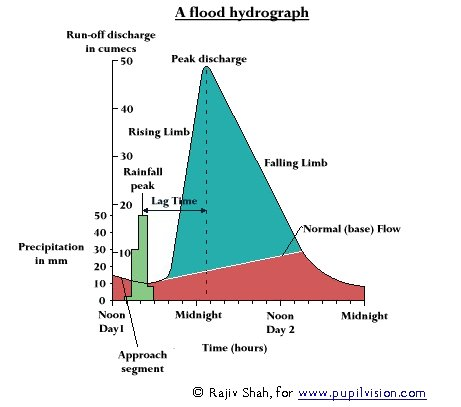 A flood hydrograph
Run-off discharge
in cumecs
Peak discharge
50
40
Rising Limb
30
Falling Limb
Rainfall
peak
Lag Time
20
50
40
Normal (base) Flow
Precipitation
in mm
30
10
20
10
0
Noon
Day1
Midnight
Noon
Day 2
Midnight
Time (hours)
Approach
segment
© Rajiv Shah, for www.pupilvision.com